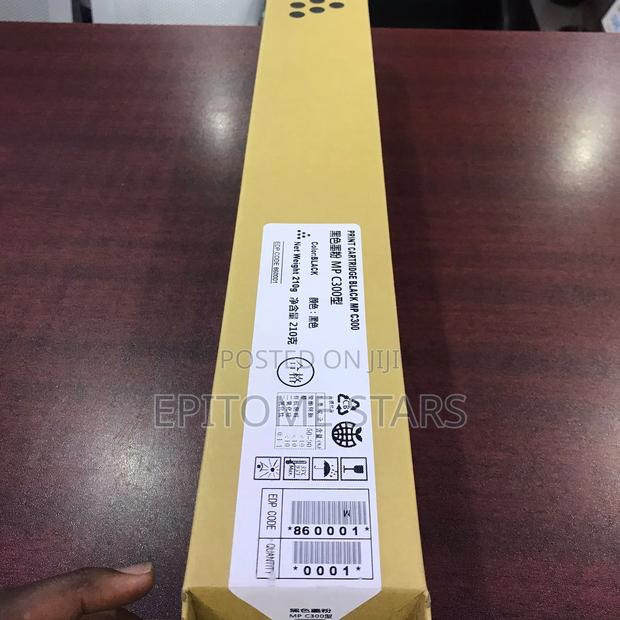 PRINT CARTRIDGE BLACK MP C300
黑色墨粉 MP C300型
Color:BLACK 颜色：黑色
Net Weight 210g 净含量 210克
EDP CODE 860001
合格
EDP CODE
*860001*
M
QUANTITY
*0001*
黑色墨粉
MP C300型
POSTED ON JIJI
EPITOME STARS